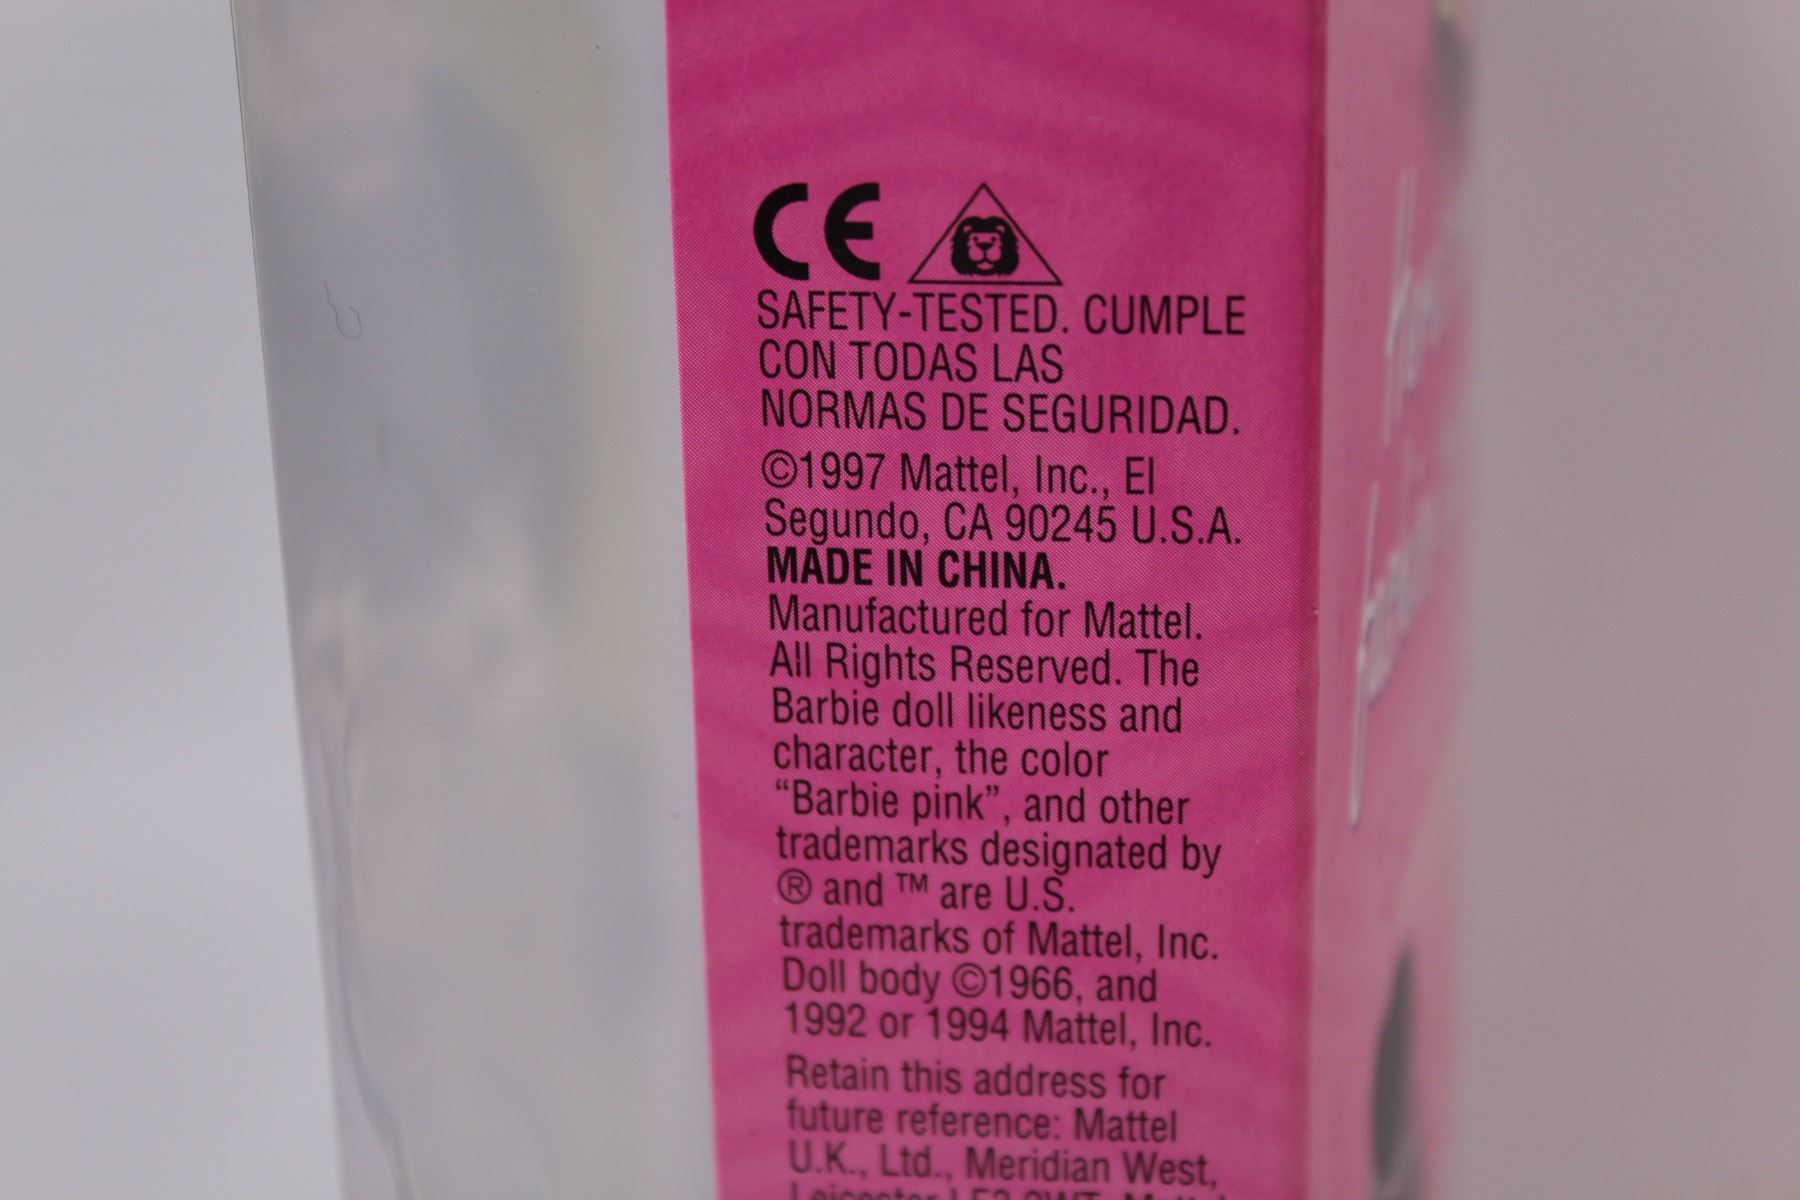 CE
SAFETY-TESTED. CUMPLE
CON TODAS LAS
NORMAS DE SEGURIDAD.
©1997 Mattel, Inc., El
Segundo, CA 90245 U.S.A.
MADE IN CHINA.
Manufactured for Mattel.
All Rights Reserved. The
Barbie doll likeness and
character, the color
“Barbie pink”, and other
trademarks designated by
® and ™ are U.S.
trademarks of Mattel, Inc.
Doll body ©1966, and
1992 or 1994 Mattel, Inc.
Retain this address for
future reference: Mattel
U.K., Ltd., Meridian West,